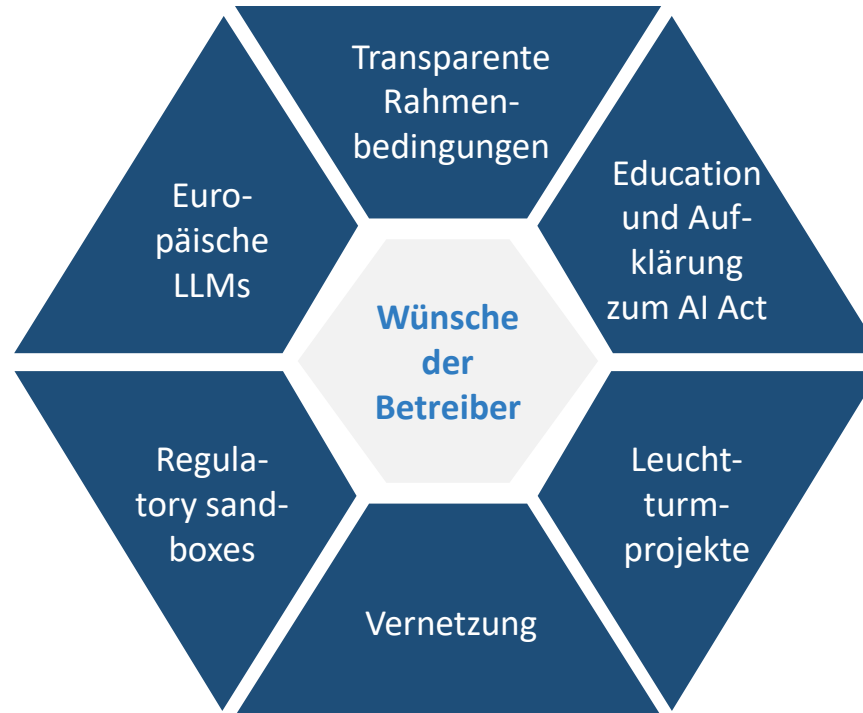 Transparente
Rahmen-
bedingungen
Education
und Auf-
klärung
zum AI Act
Euro-
päische
LLMs
Wünsche
der
Betreiber
Regula-
tory sand-
boxes
Leucht-
turm-
projekte
Vernetzung